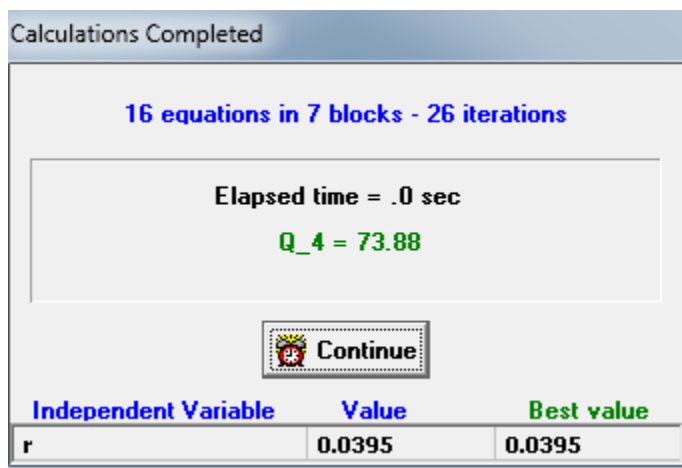 Calculations Completed
16 equations in 7 blocks - 26 iterations
Elapsed time = .0 sec
Q_4 = 73.88
Continue
Independent Variable Value Best value
r 0.0395 0.0395